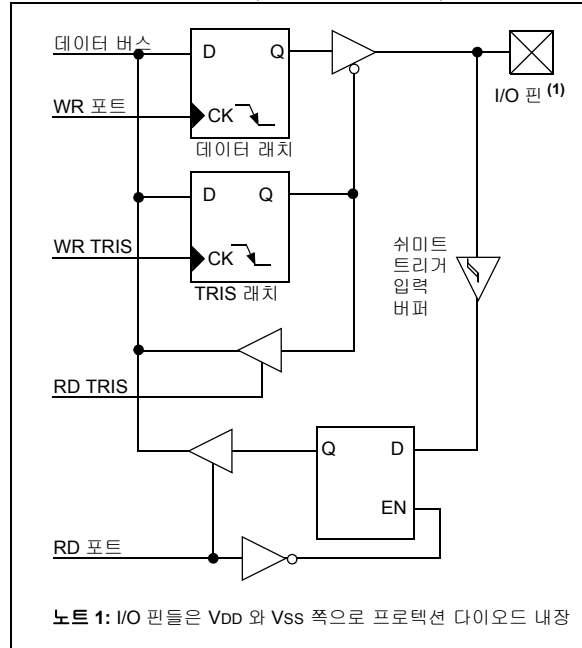 데이터 버스
D Q
I/O 핀 (1)
WR 포트
CK
데이터 래치
D Q
WR TRIS
CK
TRIS 래치
쉬미트
트리거
입력
버퍼
RD TRIS
Q D
EN
RD 포트
노트 1: I/O 핀들은 VDD 와 VSS 쪽으로 프로텍션 다이오드 내장